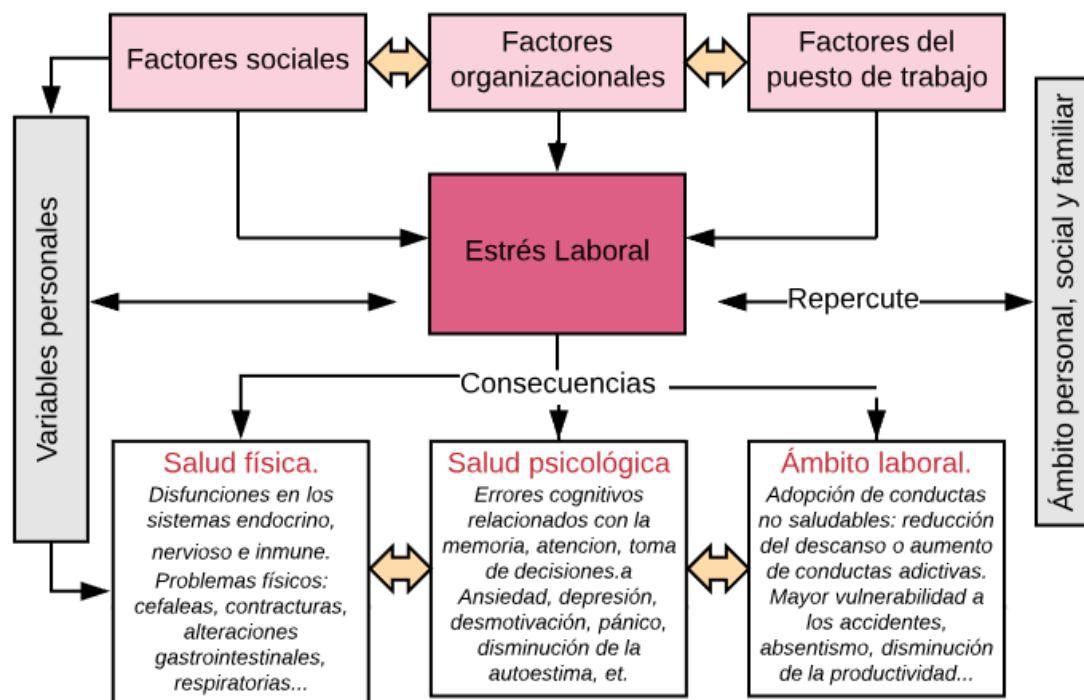 Factores sociales
Factores
organizacionales
Factores del
puesto de trabajo
Variables personales
Estrés Laboral
Repercute
Ámbito personal, social y familiar
Consecuencias
Salud física.
Disfunciones en los
sistemas endocrino,
nervioso e inmune.
Problemas físicos:
cefaleas, contracturas,
alteraciones
gastrointestinales,
respiratorias...
Salud psicológica
Errores cognitivos
relacionados con la
memoria, atencion, toma
de decisiones.a
Ansiedad, depresión,
desmotivación, pánico,
disminución de la
autoestima, et.
Ámbito laboral.
Adopción de conductas
no saludables: reducción
del descanso o aumento
de conductas adictivas.
Mayor vulnerabilidad a
los accidentes,
absentismo, disminución
de la productividad...